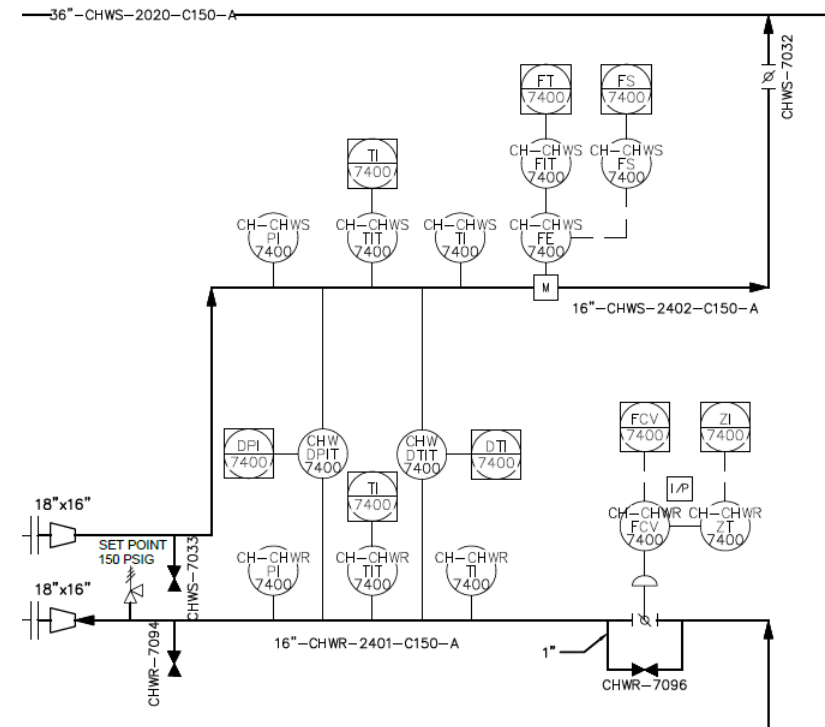 36"-CHWS-2020-C150-A
CHWS-7032
FT
7400
FS
7400
TI
7400
CH-CHWS
FIT
7400
CH-CHWS
FS
7400
CH-CHWS
PI
7400
CH-CHWS
TIT
7400
CH-CHWS
TI
7400
CH-CHWS
FE
7400
M
16"-CHWS-2402-C150-A
DPI
7400
CHW
DPIT
7400
CHW
DTIT
7400
DTI
7400
FCV
7400
ZI
7400
TI
7400
I/P
18"x16"
SET POINT
150 PSIG
CHWS-7033
CH-CHWR
FCV
7400
CH-CHWR
ZT
7400
CH-CHWR
PI
7400
CH-CHWR
TIT
7400
CH-CHWR
TI
7400
18"x16"
CHWR-7094
16"-CHWR-2401-C150-A
1"
CHWR-7096